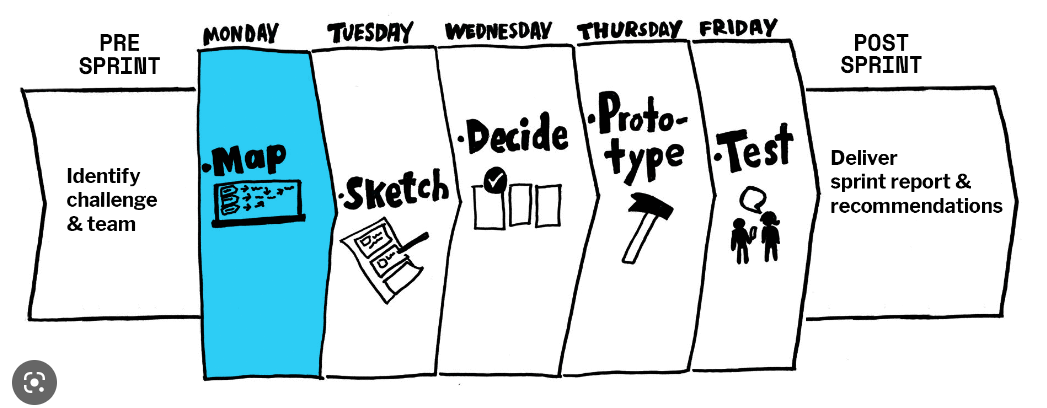 PRE
SPRINT
Identify
challenge
& team
MONDAY
•Map
TUESDAY
•Sketch
WEDNESDAY
•Decide
THURSDAY
•Proto-
type
FRIDAY
•Test
POST
SPRINT
Deliver
sprint report &
recommendations